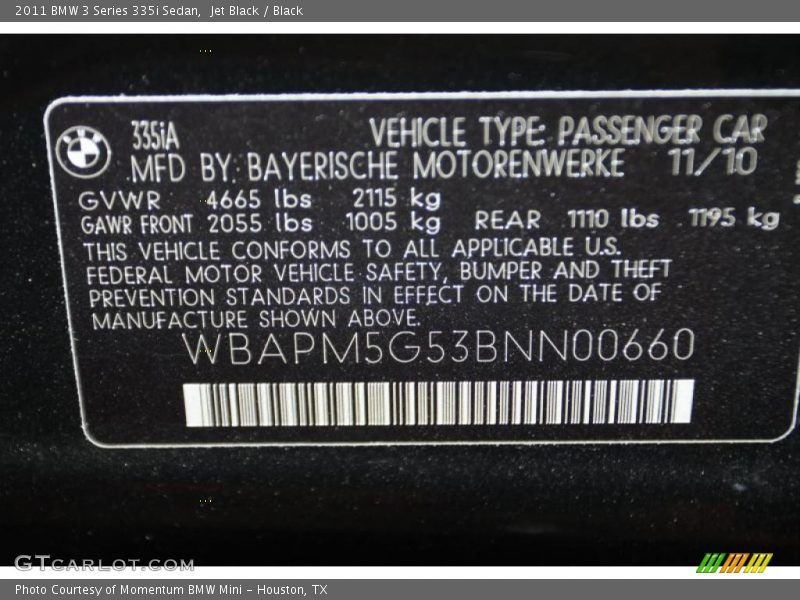 2011 BMW 3 Series 335i Sedan, Jet Black / Black
BMW
335iA
VEHICLE TYPE: PASSENGER CAR
MFD BY: BAYERISCHE MOTORENWERKE 11/10
GVWR 4665 lbs 2115 kg
GAWR FRONT 2055 lbs 1005 kg REAR 1110 lbs 1195 kg
THIS VEHICLE CONFORMS TO ALL APPLICABLE U.S.
FEDERAL MOTOR VEHICLE SAFETY, BUMPER AND THEFT
PREVENTION STANDARDS IN EFFECT ON THE DATE OF
MANUFACTURE SHOWN ABOVE.
WBAPM5G53BNN00660
GTCARLOT.COM
Photo Courtesy of Momentum BMW Mini - Houston, TX